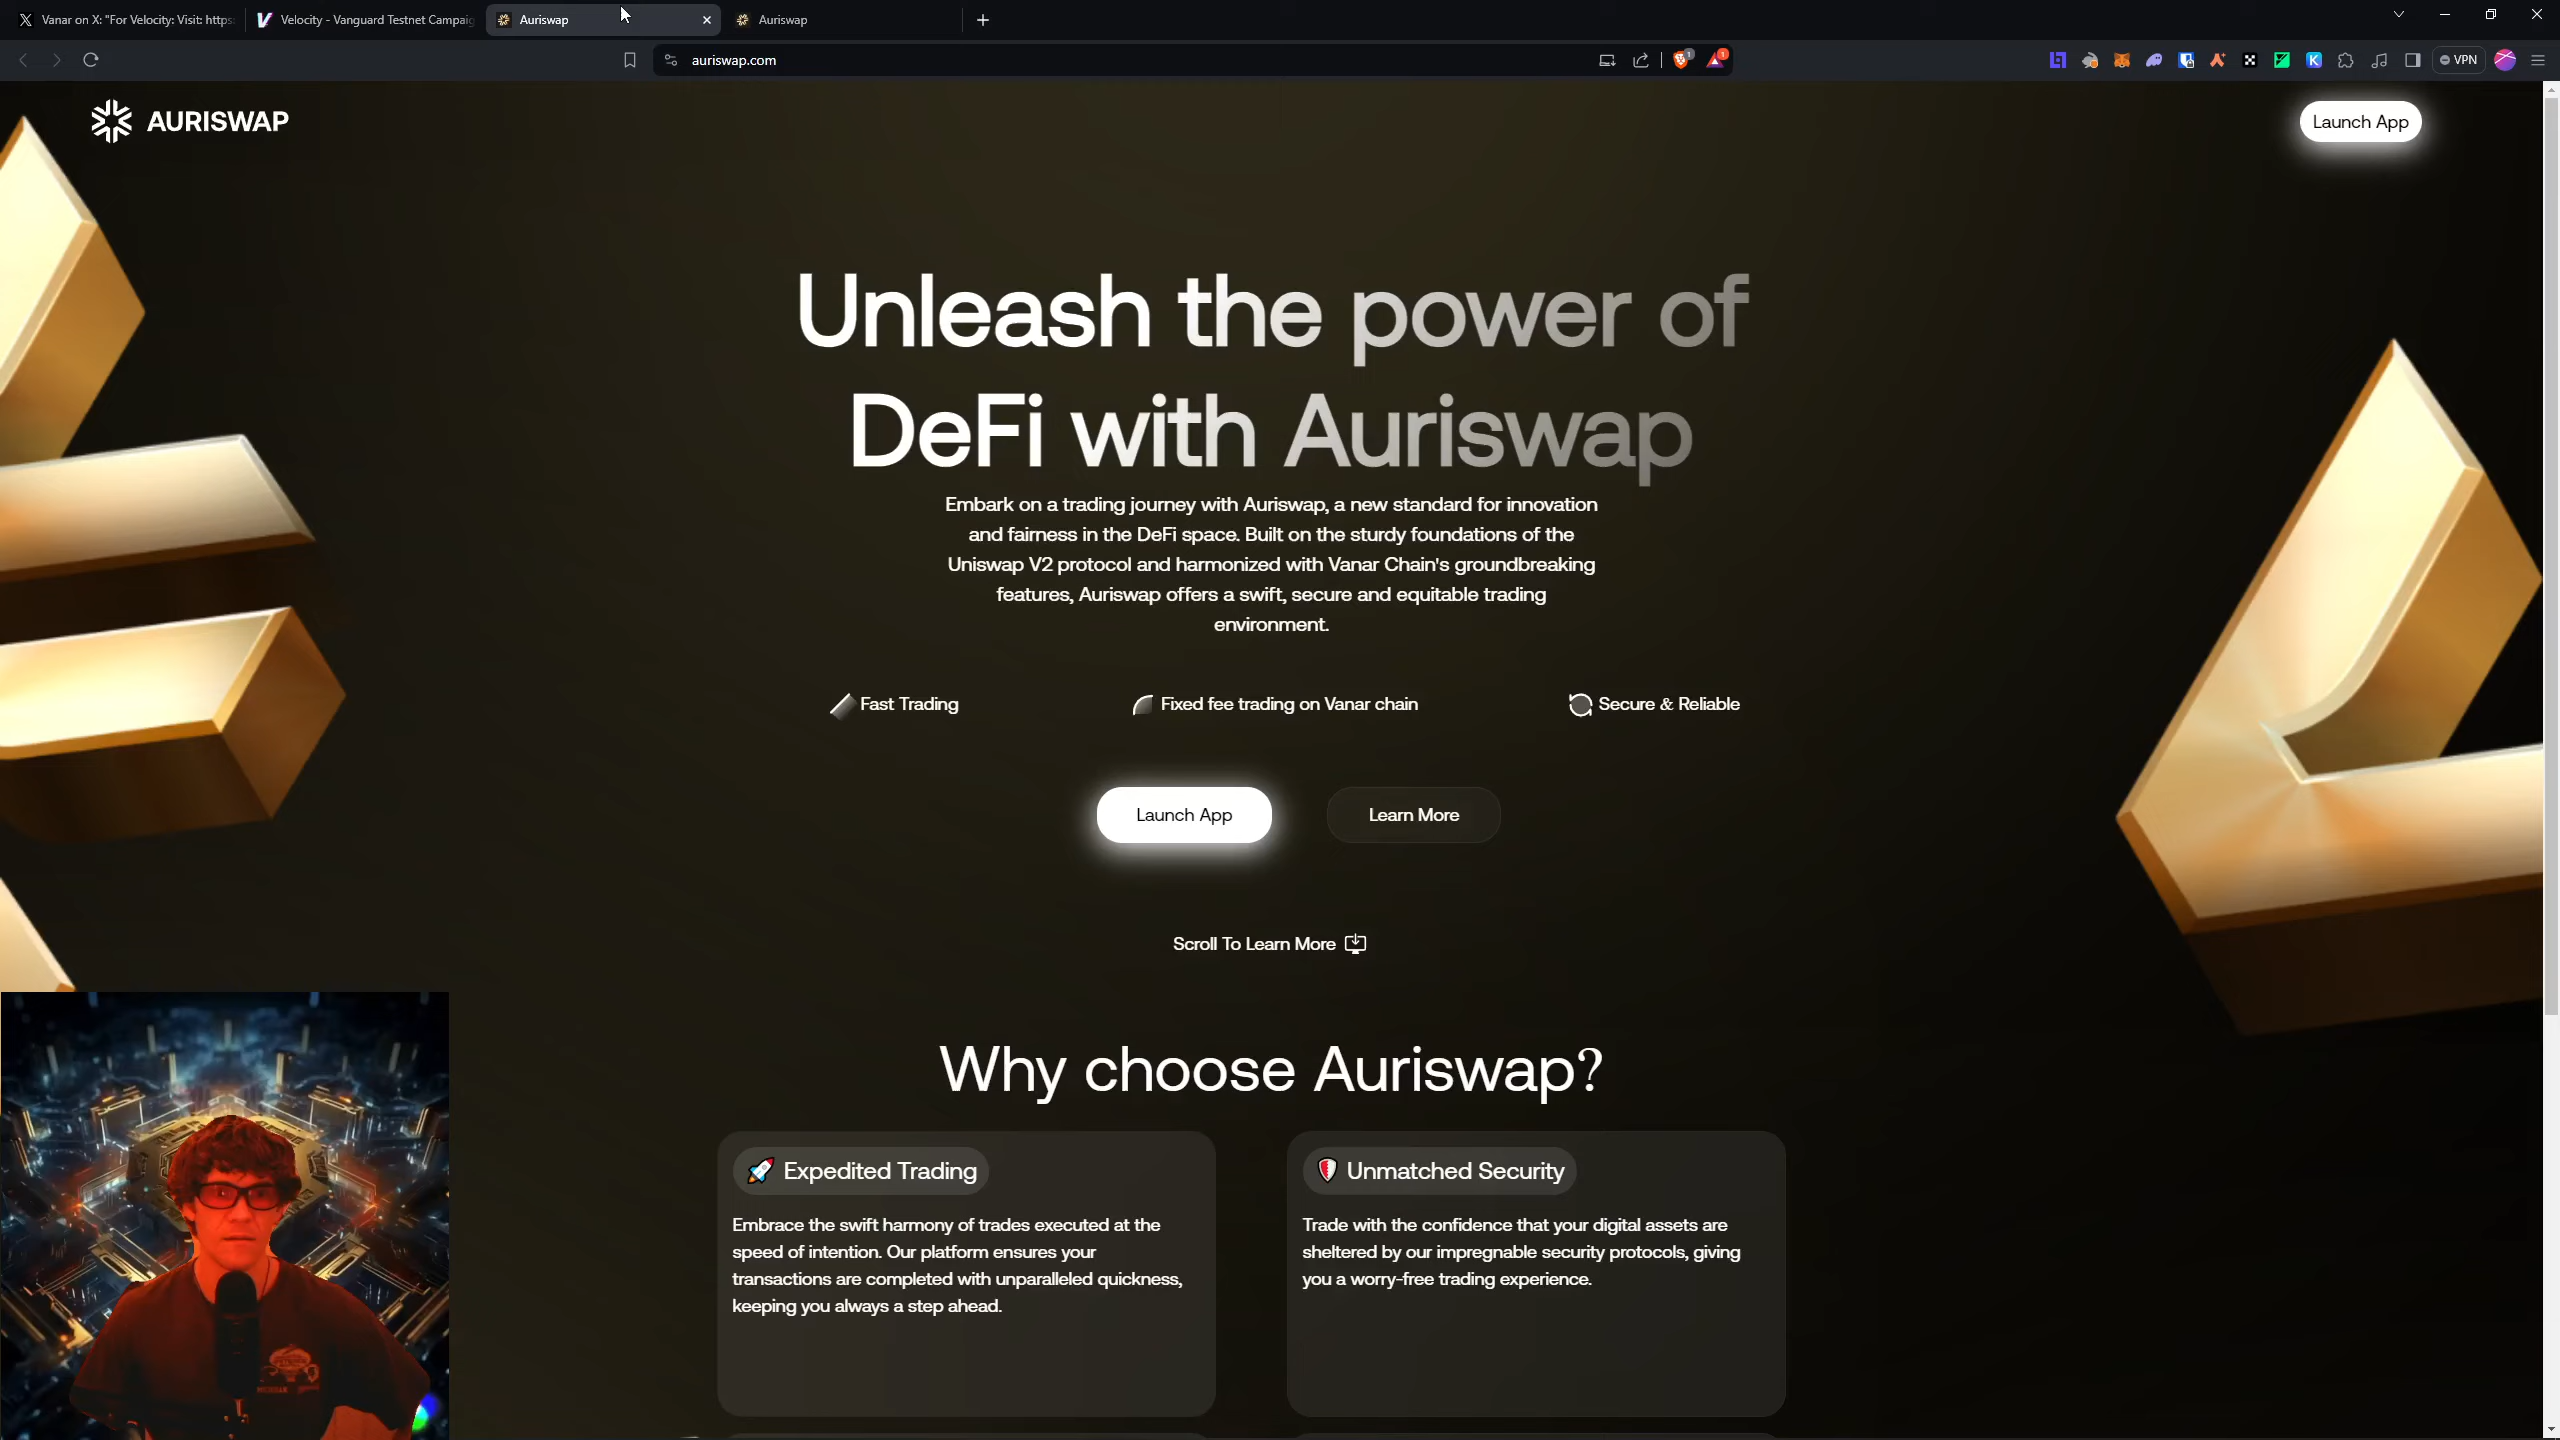 Vanar on X: "For Velocity: Visit: https:
Velocity - Vanguard Testnet Campaig
Auriswap
Auriswap
auriswap.com
VPN
AURISWAP
Launch App
Unleash the power of
DeFi with Auriswap
Embark on a trading journey with Auriswap, a new standard for innovation
and fairness in the DeFi space. Built on the sturdy foundations of the
Uniswap V2 protocol and harmonized with Vanar Chain's groundbreaking
features, Auriswap offers a swift, secure and equitable trading
environment.
Fast Trading
Fixed fee trading on Vanar chain
Secure & Reliable
Launch App
Learn More
Scroll To Learn More
Why choose Auriswap?
Expedited Trading
Embrace the swift harmony of trades executed at the
speed of intention. Our platform ensures your
transactions are completed with unparalleled quickness,
keeping you always a step ahead.
Unmatched Security
Trade with the confidence that your digital assets are
sheltered by our impregnable security protocols, giving
you a worry-free trading experience.